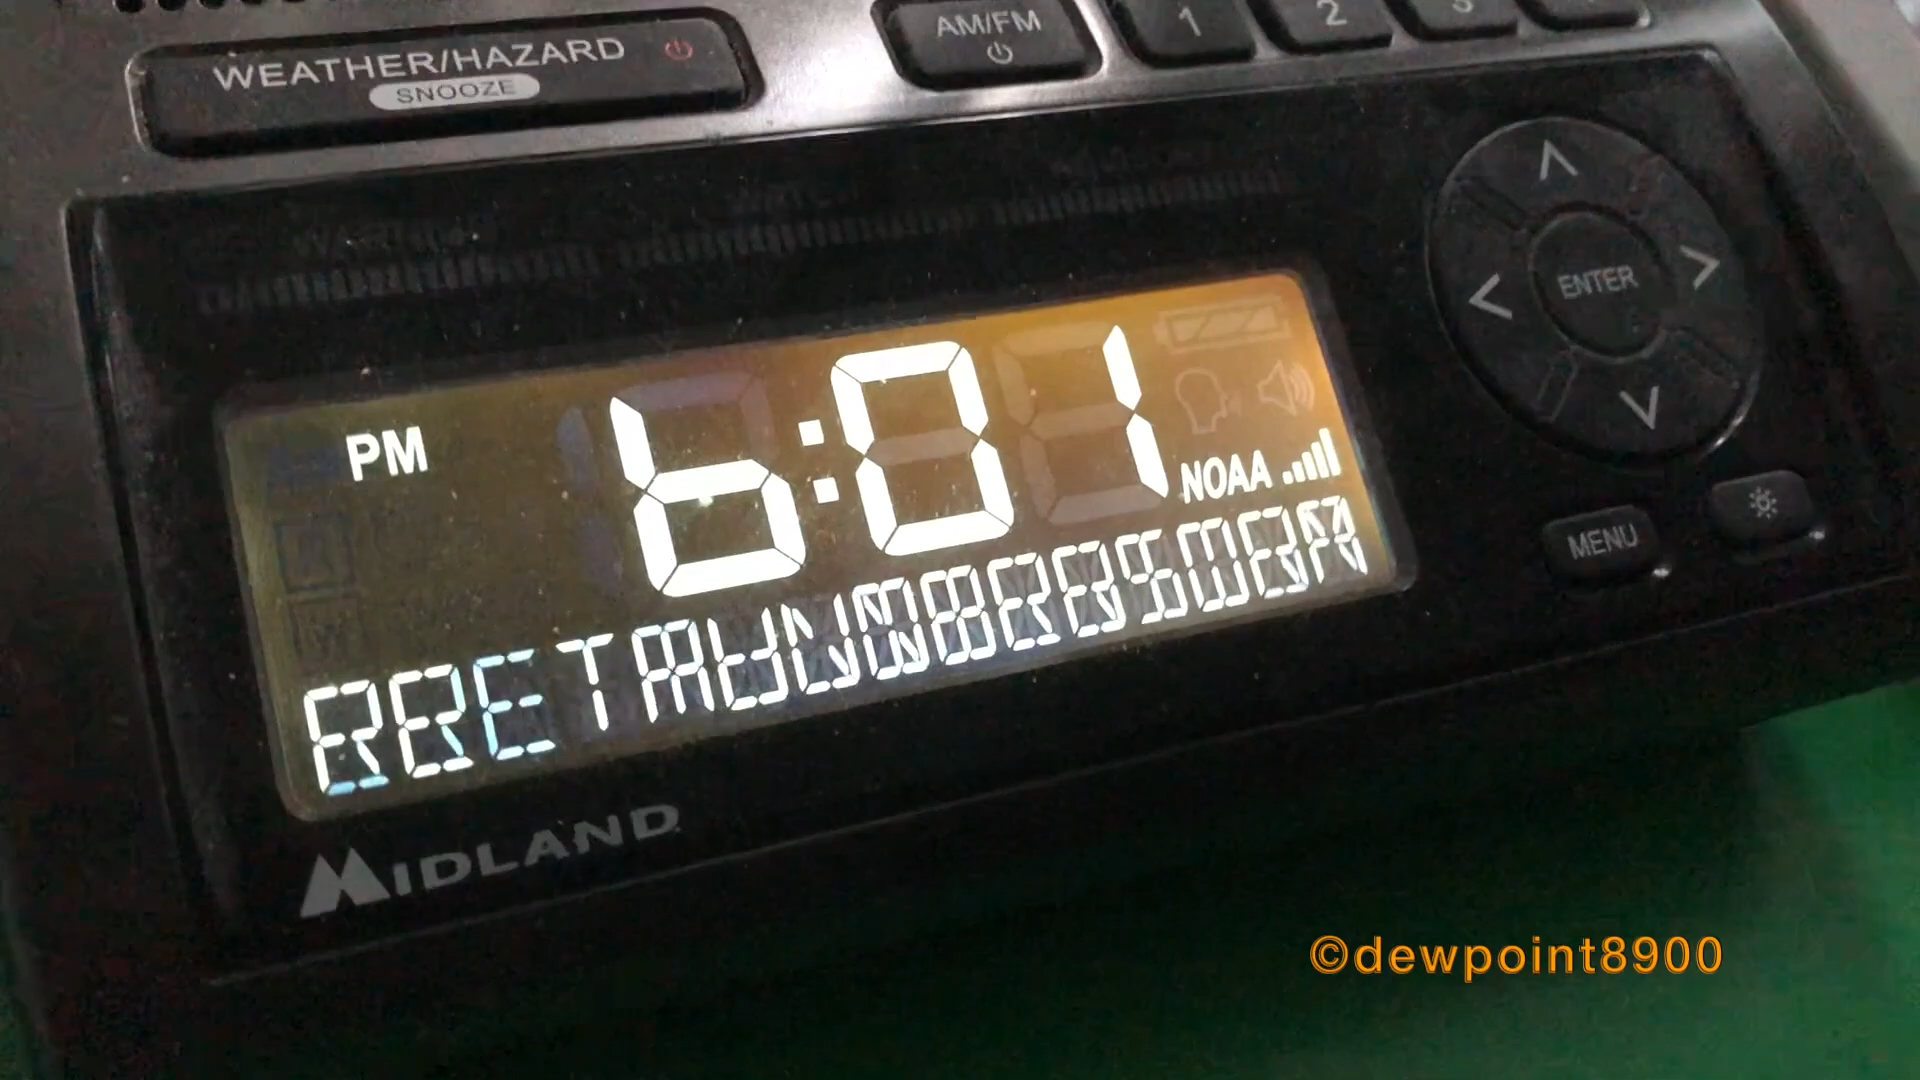 WEATHER/HAZARD
SNOOZE
AM/FM
1
2
3
ENTER
PM 6:01
NOAA
MENU
MIDLAND
©dewpoint8900